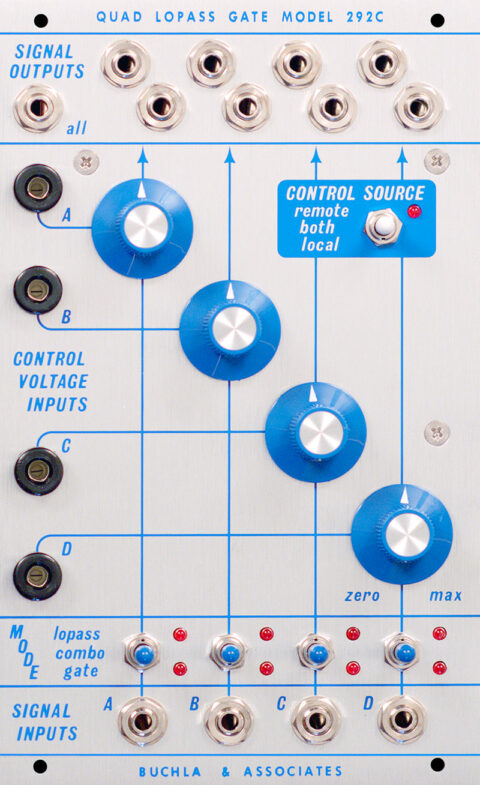 QUAD LOPASS GATE MODEL 292C
SIGNAL
OUTPUTS
all
A
CONTROL SOURCE
remote
both
local
B
CONTROL
VOLTAGE
INPUTS
C
D
zero max
MODE
lopass
combo
gate
SIGNAL
INPUTS
A B C D
BUCHLA & ASSOCIATES